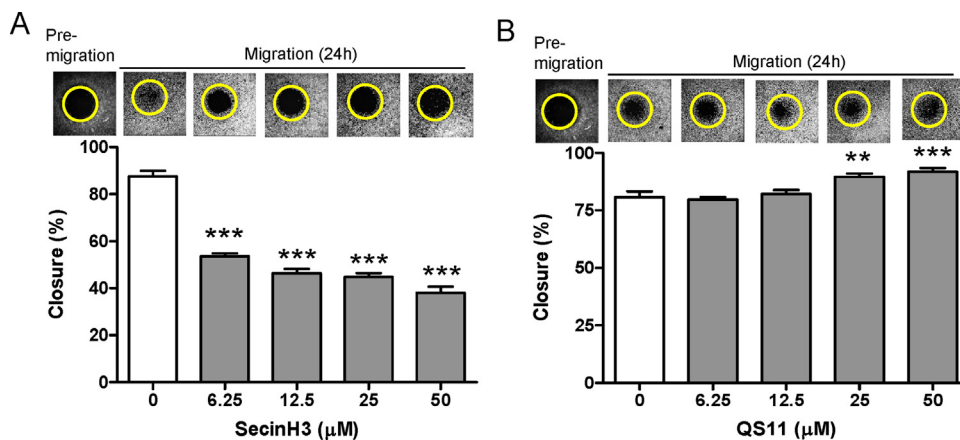 A
Pre-
migration
Migration (24h)
100
80
60
40
20
0
Closure (%)
***
***
***
***
0
6.25
12.5
25
50
SecinH3 (μM)
B
Pre-
migration
Migration (24h)
100
75
50
25
0
Closure (%)
**
***
0
6.25
12.5
25
50
QS11 (μM)